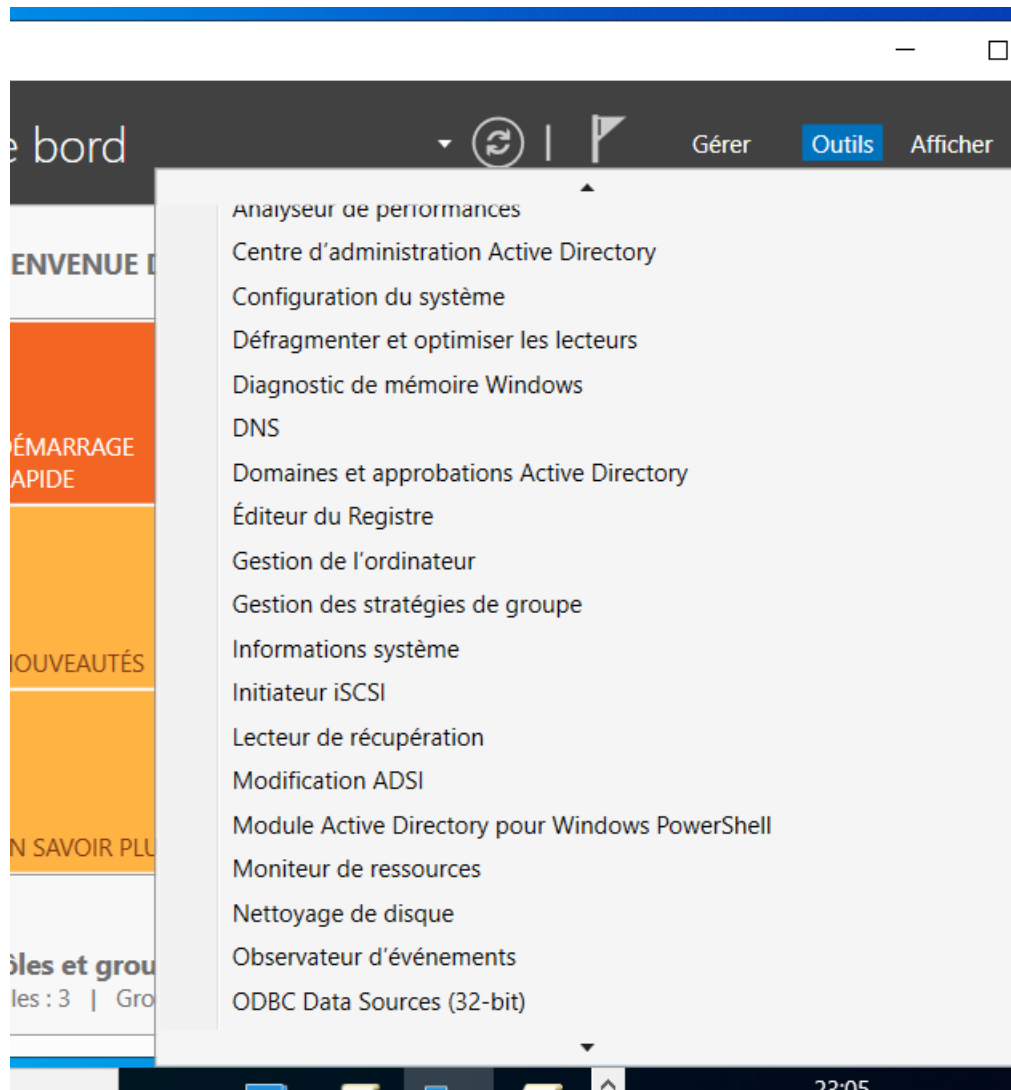 e bord
Gérer
Outils
Afficher
ENVENUE D
ÉMARRAGE
APIDE
OUVEAUTÉS
N SAVOIR PLU
ôles et grou
les : 3 | Gro
Analyseur de performances
Centre d'administration Active Directory
Configuration du système
Défragmenter et optimiser les lecteurs
Diagnostic de mémoire Windows
DNS
Domaines et approbations Active Directory
Éditeur du Registre
Gestion de l'ordinateur
Gestion des stratégies de groupe
Informations système
Initiateur iSCSI
Lecteur de récupération
Modification ADSI
Module Active Directory pour Windows PowerShell
Moniteur de ressources
Nettoyage de disque
Observateur d'événements
ODBC Data Sources (32-bit)
23:05